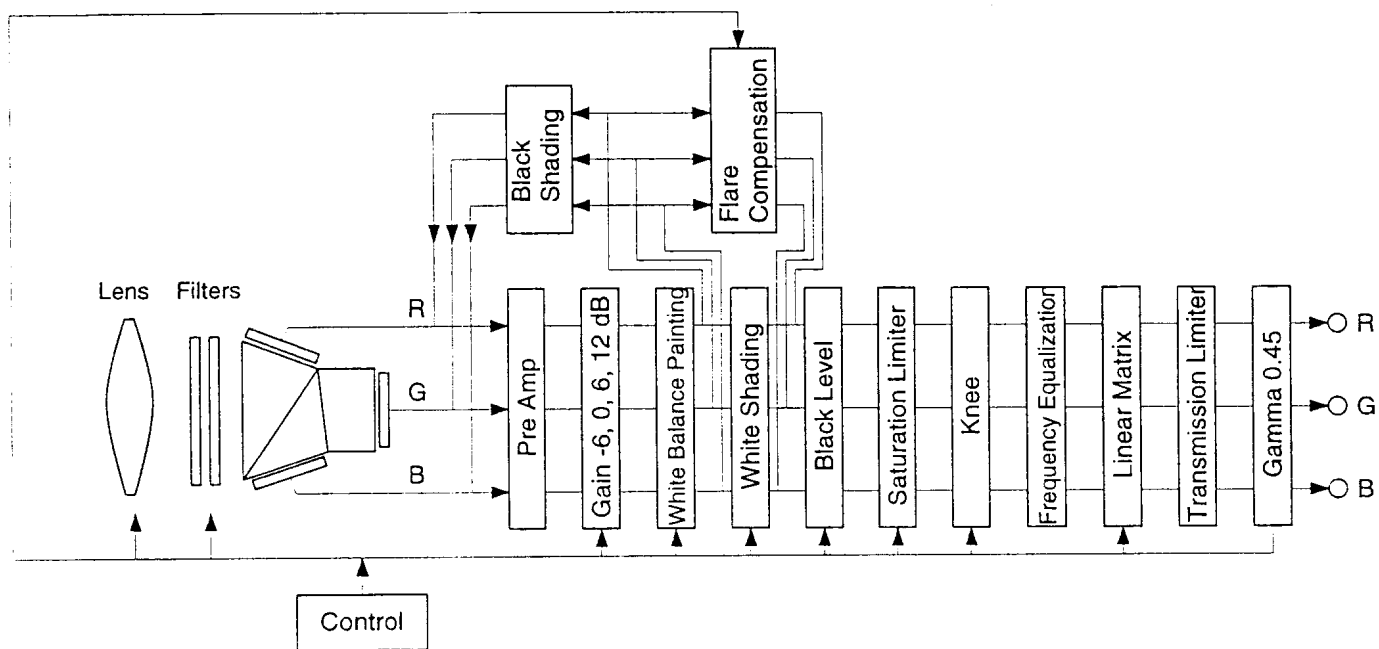 Black
Shading
Flare
Compensation
Lens
Filters
R
G
B
Pre Amp
Gain -6, 0, 6, 12 dB
White Balance Painting
White Shading
Black Level
Saturation Limiter
Knee
Frequency Equalization
Linear Matrix
Transmission Limiter
Gamma 0.45
R
G
B
Control